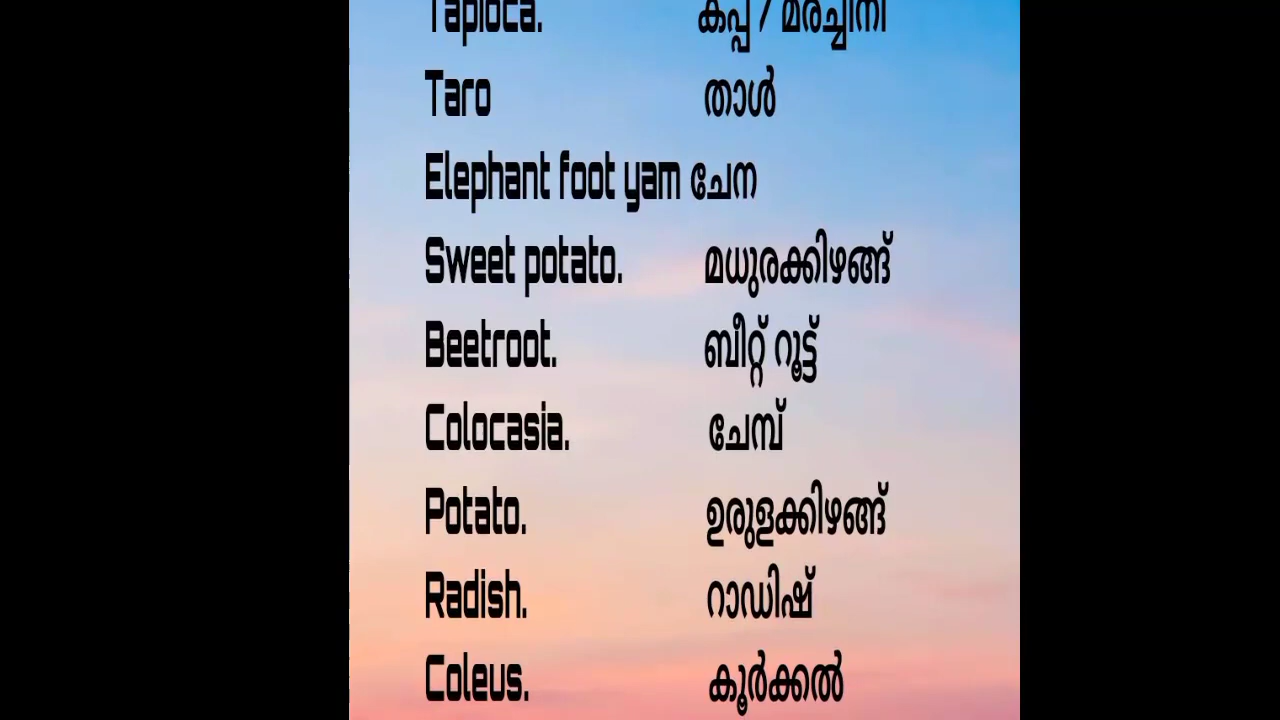 Tapioca. കപ്പ / മരച്ചീനി
Taro താൾ
Elephant foot yam ചേന
Sweet potato. മധുരക്കിഴങ്ങ്
Beetroot. ബീറ്റ് റൂട്ട്
Colocasia. ചേമ്പ്
Potato. ഉരുളക്കിഴങ്ങ്
Radish. റാഡിഷ്
Coleus. കൂർക്കൽ